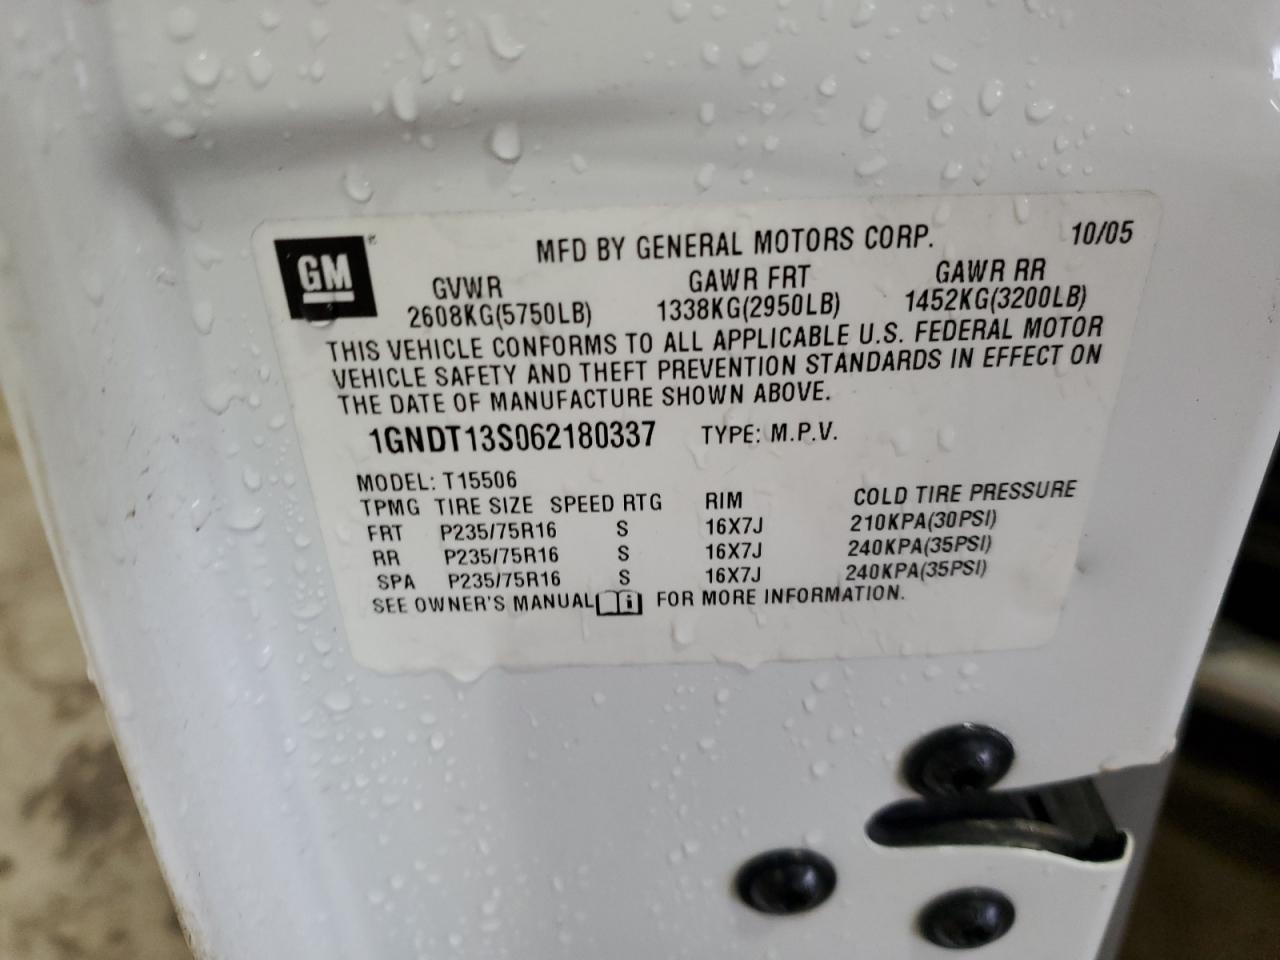 GM®
MFD BY GENERAL MOTORS CORP. 10/05
GVWR GAWR FRT GAWR RR
2608KG(5750LB) 1338KG(2950LB) 1452KG(3200LB)
THIS VEHICLE CONFORMS TO ALL APPLICABLE U.S. FEDERAL MOTOR
VEHICLE SAFETY AND THEFT PREVENTION STANDARDS IN EFFECT ON
THE DATE OF MANUFACTURE SHOWN ABOVE.
1GNDT13S062180337 TYPE: M.P.V.
MODEL: T15506
TPMG TIRE SIZE SPEED RTG RIM COLD TIRE PRESSURE
FRT P235/75R16 S 16X7J 210KPA(30PSI)
RR P235/75R16 S 16X7J 240KPA(35PSI)
SPA P235/75R16 S 16X7J 240KPA(35PSI)
SEE OWNER'S MANUAL i FOR MORE INFORMATION.